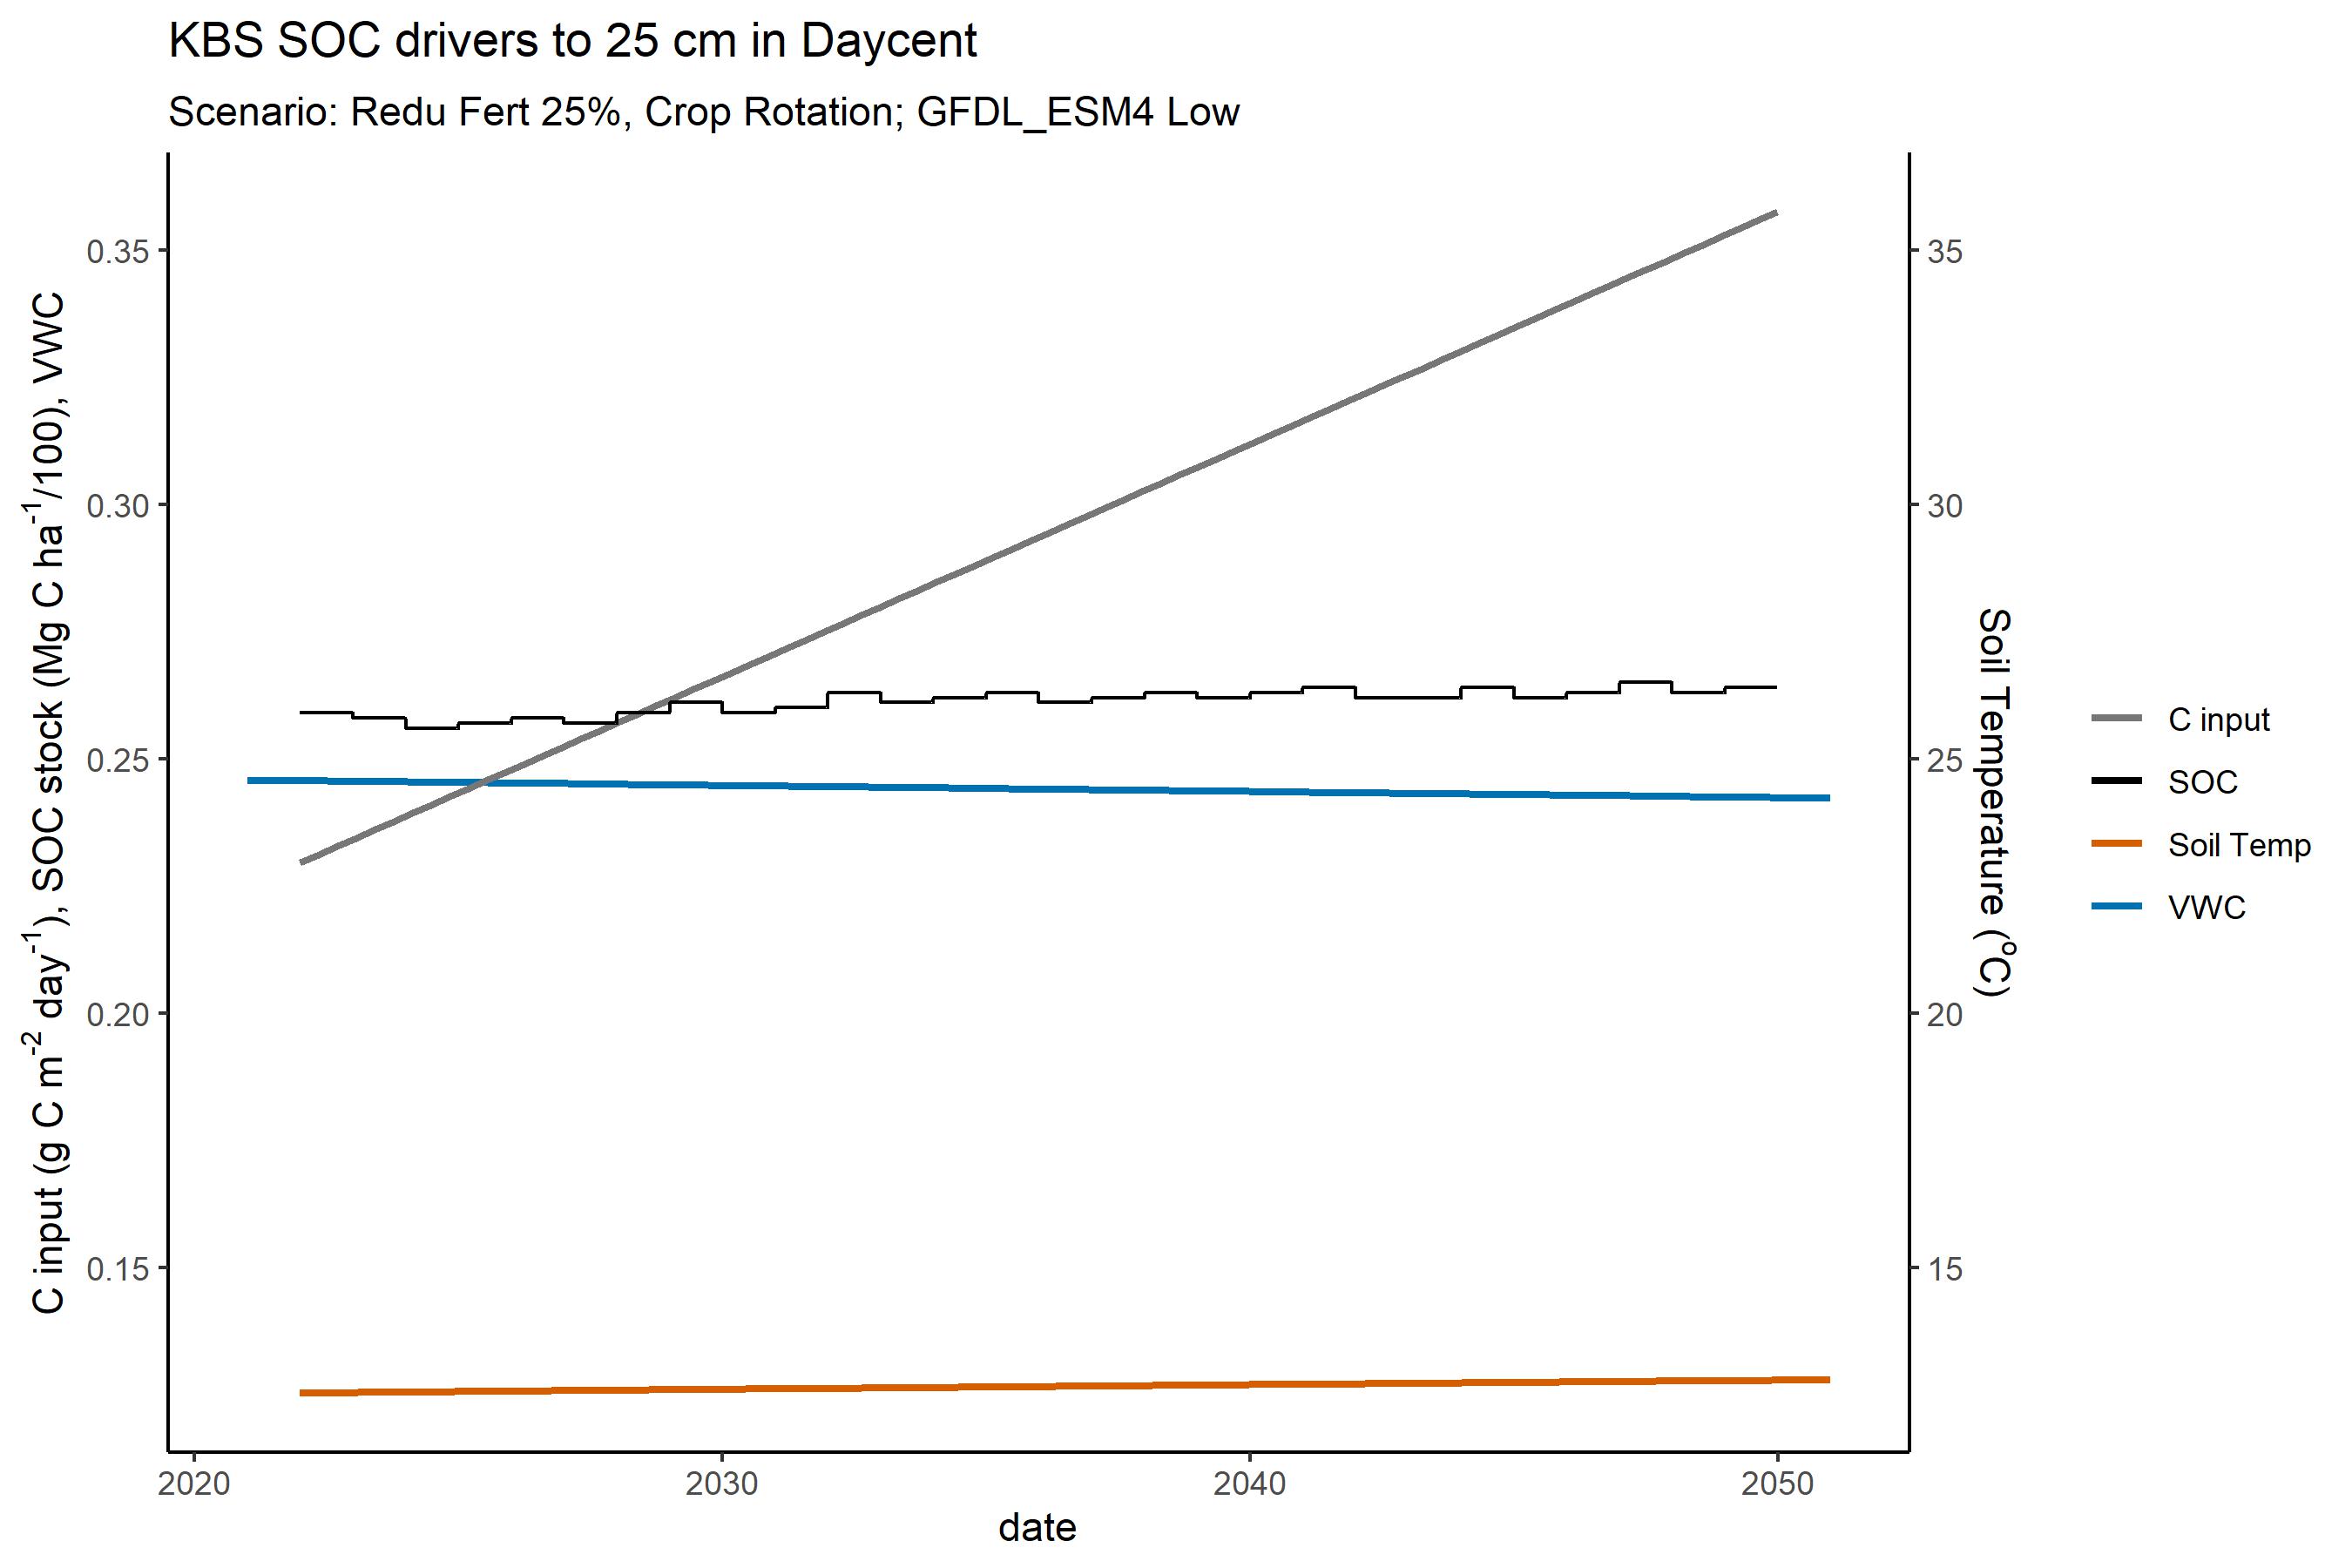 KBS SOC drivers to 25 cm in Daycent
Scenario: Redu Fert 25%, Crop Rotation; GFDL_ESM4 Low
C input (g C m⁻² day⁻¹), SOC stock (Mg C ha⁻¹/100), VWC
0.35
0.30
0.25
0.20
0.15
35
30
25
20
15
Soil Temperature (°C)
C input
SOC
Soil Temp
VWC
2020
2030
2040
2050
date